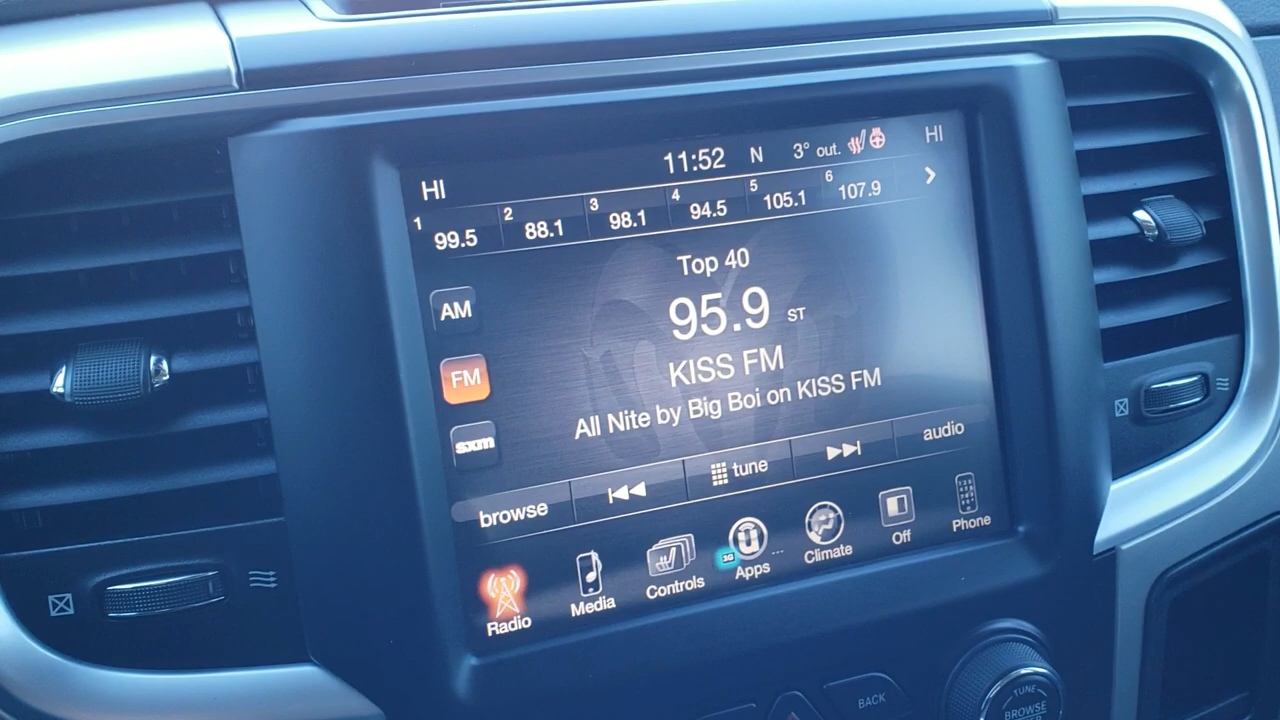 HI 11:52 N 3° out. HI
1 99.5 2 88.1 3 98.1 4 94.5 5 105.1 6 107.9
Top 40
AM
95.9 ST
FM
KISS FM
All Nite by Big Boi on KISS FM
sxm
browse tune audio
Radio Media Controls 3G Apps Climate Off Phone
BACK
TUNE
BROWSE